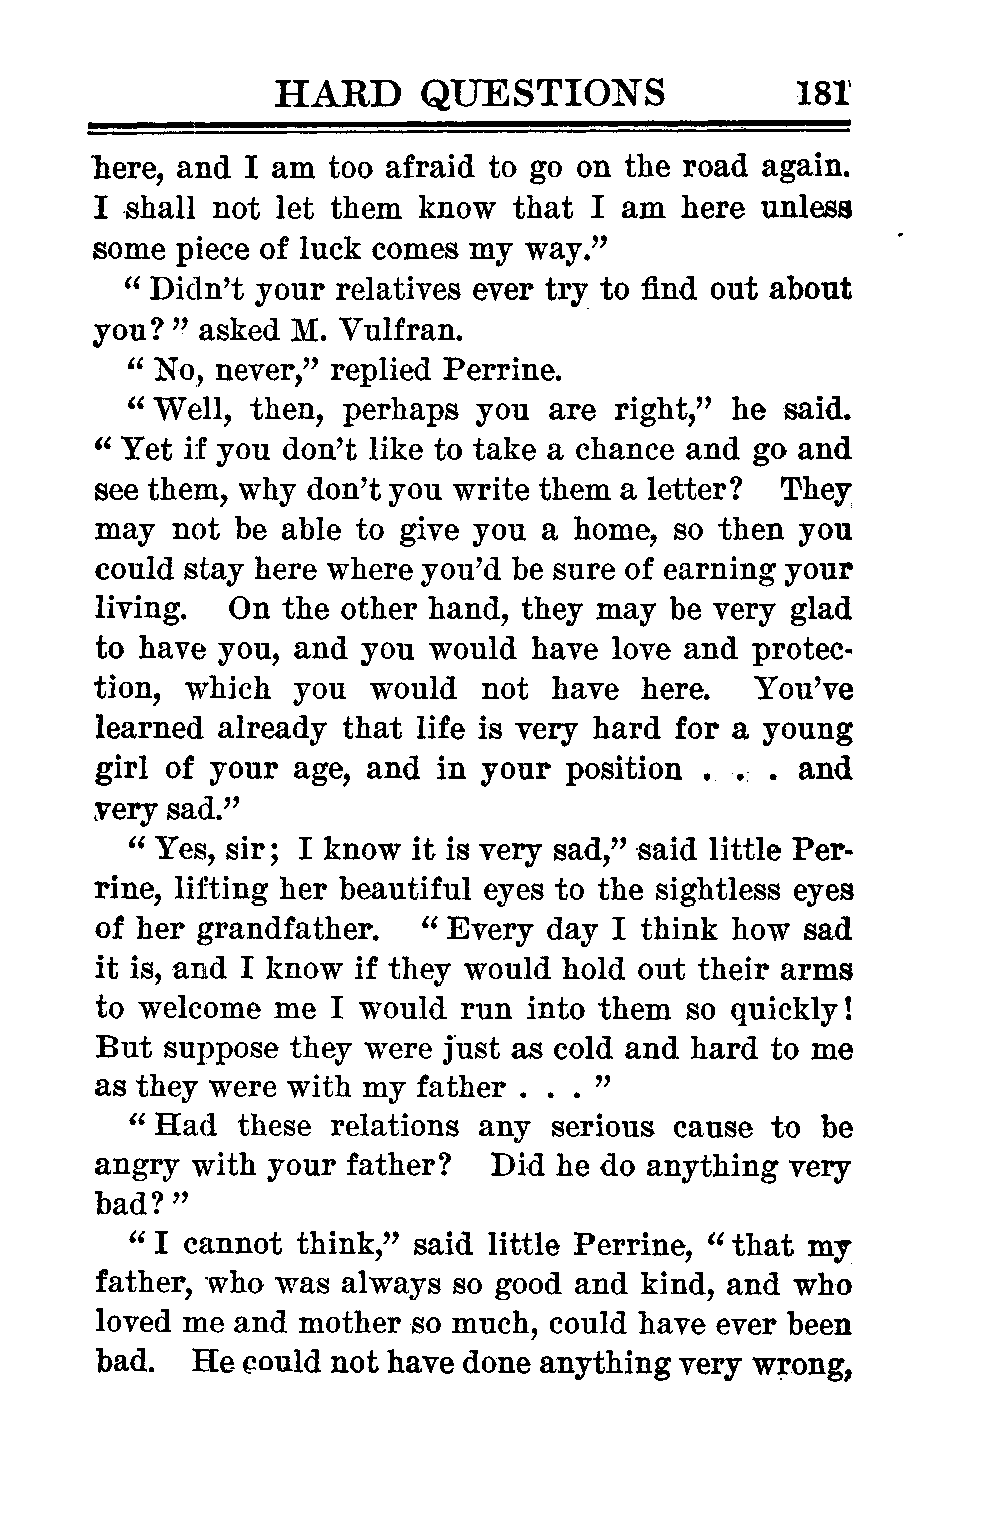 HARD QUESTIONS 181
here, and I am too afraid to go on the road again.
I shall not let them know that I am here unless
some piece of luck comes my way.”
“ Didn’t your relatives ever try to find out about
you? ” asked M. Vulfran.
“ No, never,” replied Perrine.
“ Well, then, perhaps you are right,” he said.
“ Yet if you don’t like to take a chance and go and
see them, why don’t you write them a letter? They
may not be able to give you a home, so then you
could stay here where you’d be sure of earning your
living. On the other hand, they may be very glad
to have you, and you would have love and protec-
tion, which you would not have here. You’ve
learned already that life is very hard for a young
girl of your age, and in your position . . . and
very sad.”
“ Yes, sir; I know it is very sad,” said little Per-
rine, lifting her beautiful eyes to the sightless eyes
of her grandfather. “ Every day I think how sad
it is, and I know if they would hold out their arms
to welcome me I would run into them so quickly!
But suppose they were just as cold and hard to me
as they were with my father . . . ”
“ Had these relations any serious cause to be
angry with your father? Did he do anything very
bad? ”
“ I cannot think,” said little Perrine, “ that my
father, who was always so good and kind, and who
loved me and mother so much, could have ever been
bad. He could not have done anything very wrong,